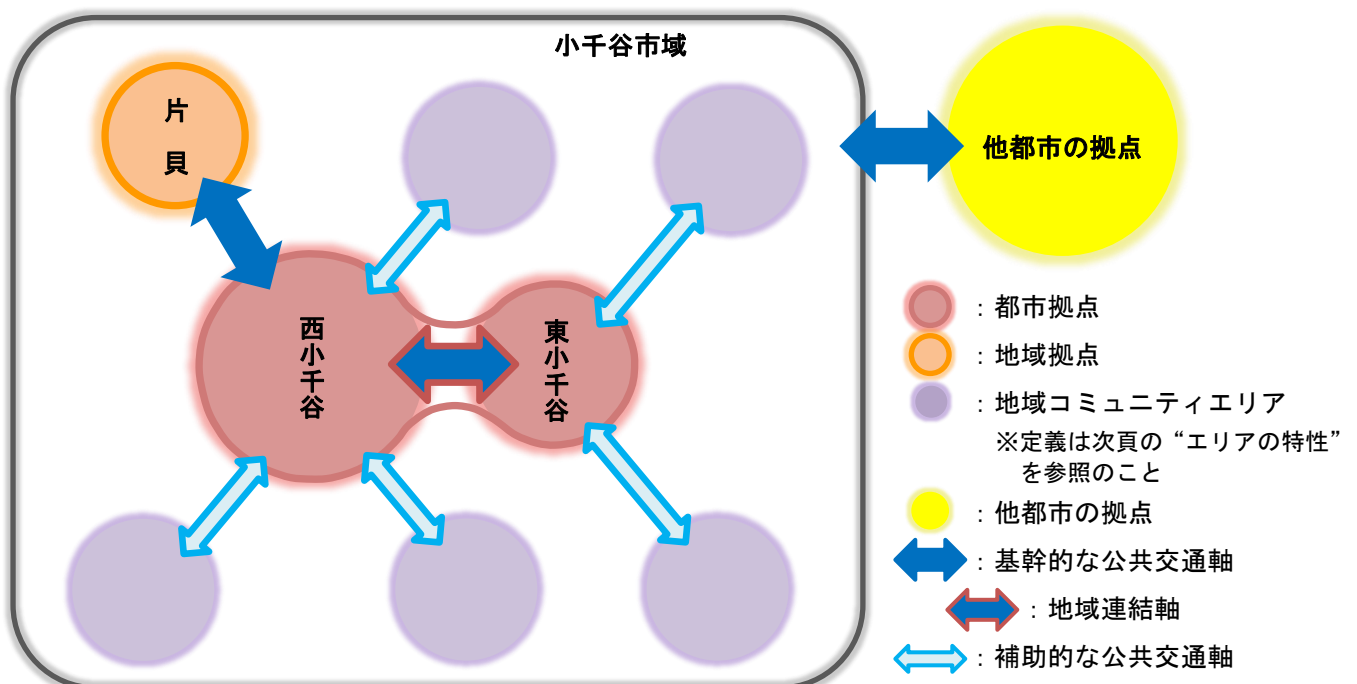 小千谷市域
片貝
他都市の拠点
西小千谷
東小千谷
：都市拠点
：地域拠点
：地域コミュニティエリア
※定義は次頁の“エリアの特性”
を参照のこと
：他都市の拠点
：基幹的な公共交通軸
：地域連結軸
：補助的な公共交通軸